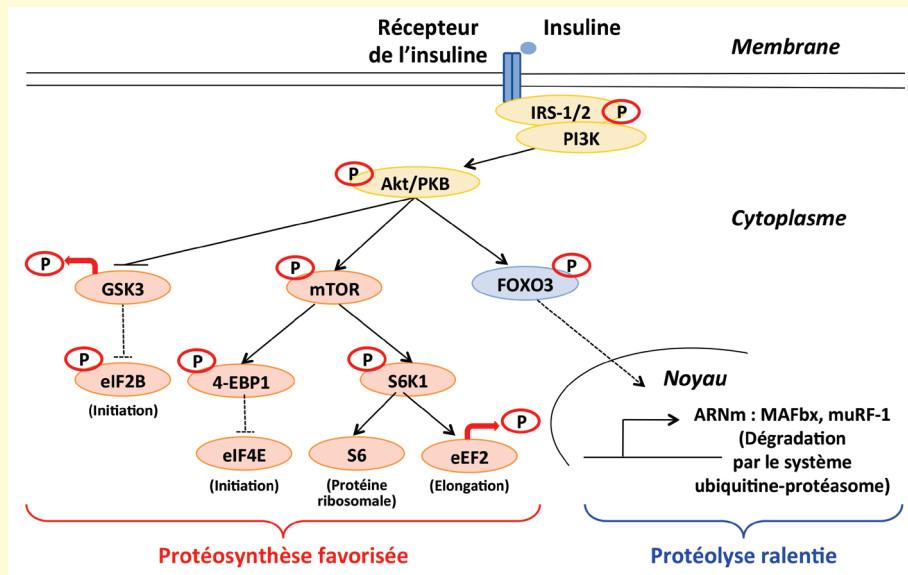 Récepteur
de l'insuline
Insuline
Membrane
IRS-1/2
P
PI3K
P
Akt/PKB
Cytoplasme
P
GSK3
P
mTOR
P
FOXO3
P
eIF2B
(Initiation)
P
4-EBP1
P
S6K1
Noyau
ARNm : MAFbx, muRF-1
(Dégradation
par le système
ubiquitine-protéasome)
eIF4E
(Initiation)
S6
(Protéine
ribosomale)
P
eEF2
(Elongation)
Protéosynthèse favorisée
Protéolyse ralentie